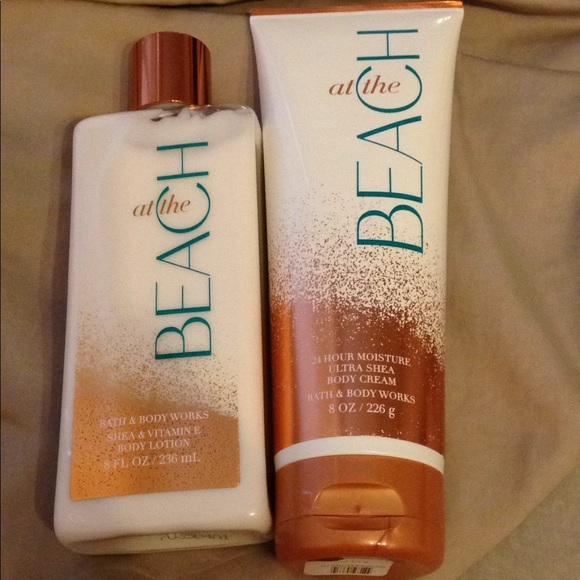 at the
BEACH
BATH & BODY WORKS
SHEA & VITAMIN E
BODY LOTION
8 FL OZ / 236 mL
at the
BEACH
24 HOUR MOISTURE
ULTRA SHEA
BODY CREAM
BATH & BODY WORKS
8 OZ / 226 g